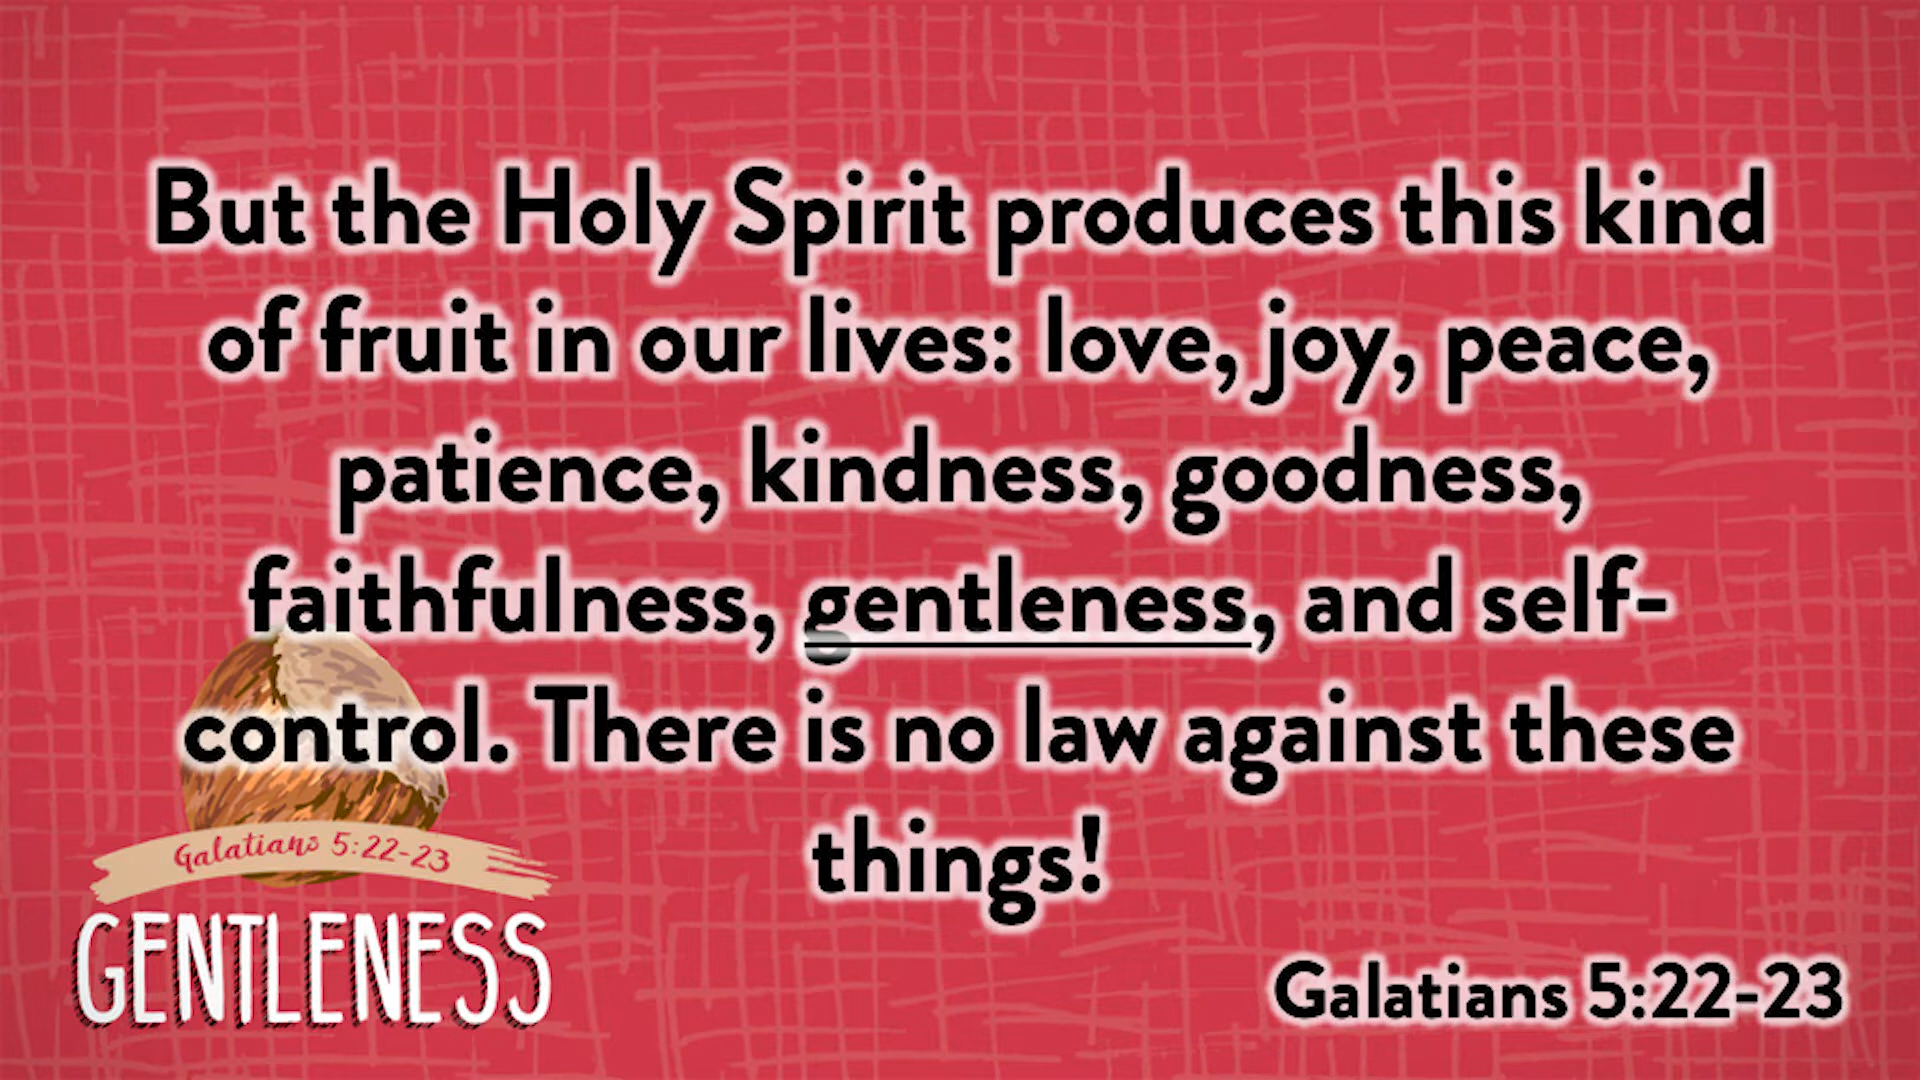 But the Holy Spirit produces this kind
of fruit in our lives: love, joy, peace,
patience, kindness, goodness,
faithfulness, gentleness, and self-
control. There is no law against these
things!
Galatians 5:22-23
GENTLENESS
Galatians 5:22-23